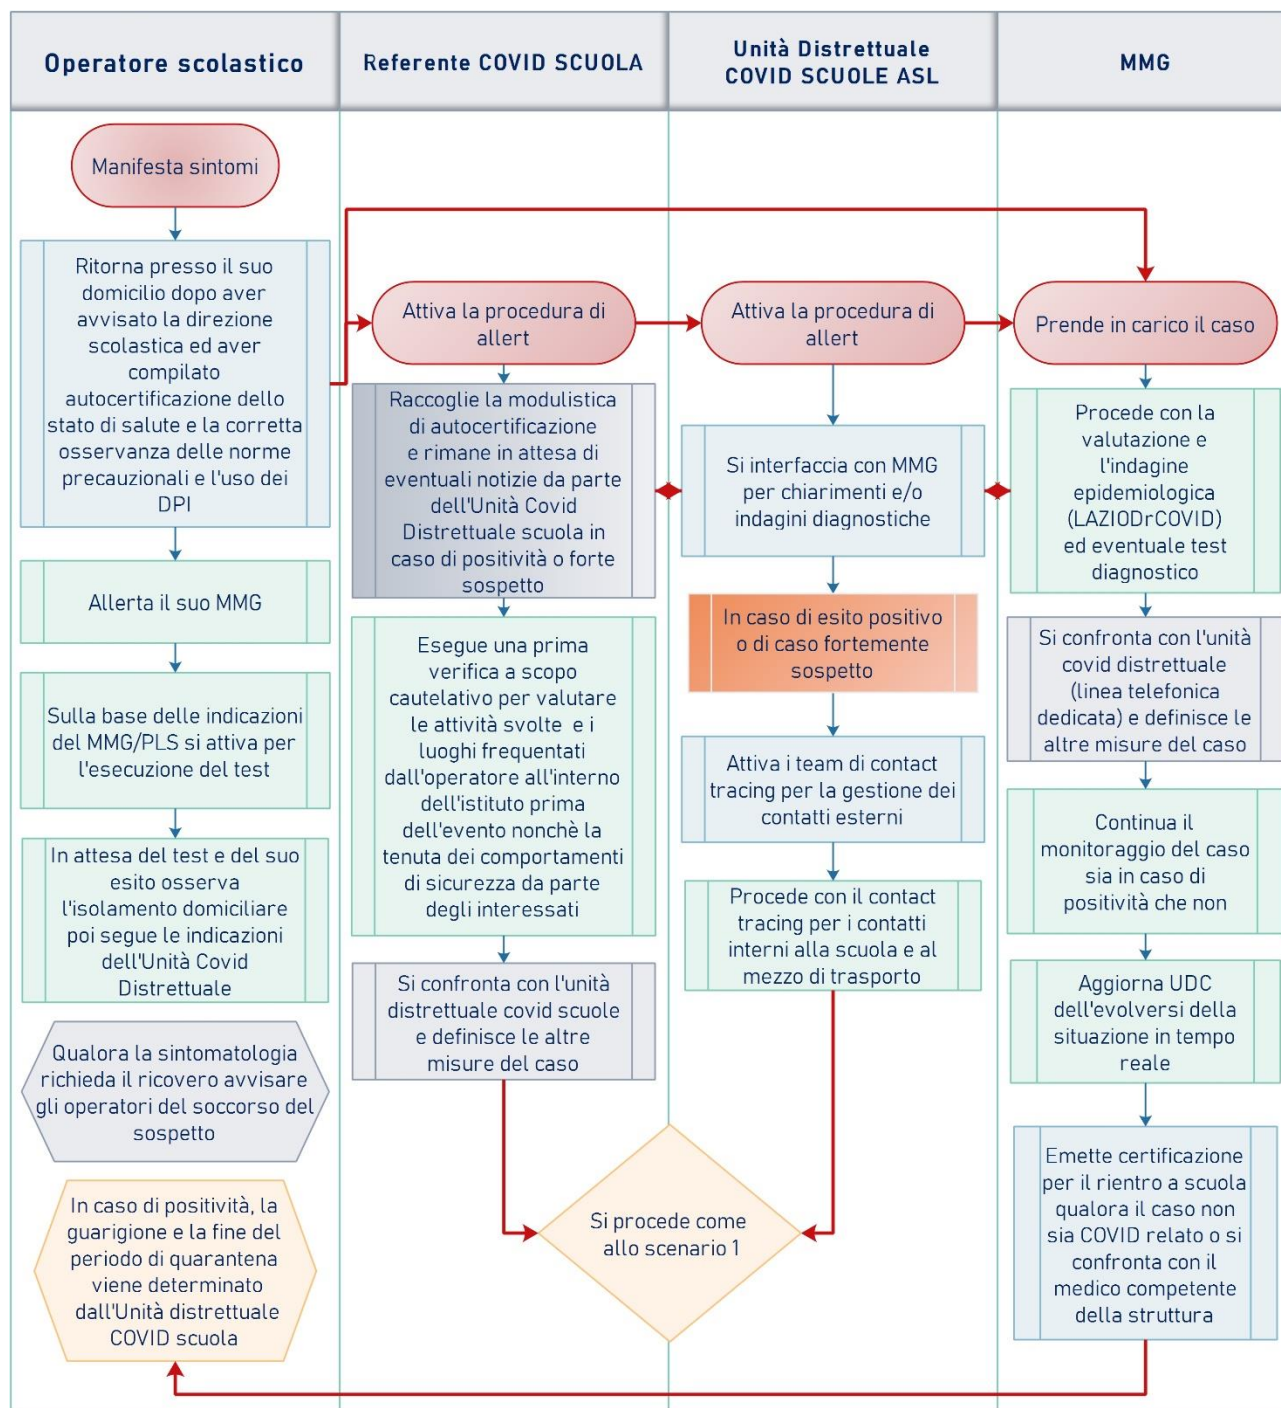 Operatore scolastico
Referente COVID SCUOLA
Unità Distrettuale
COVID SCUOLE ASL
MMG
Manifesta sintomi
Ritorna presso il suo
domicilio dopo aver
avvisato la direzione
scolastica ed aver
compilato
autocertificazione dello
stato di salute e la corretta
osservanza delle norme
precauzionali e l'uso dei
DPI
Allerta il suo MMG
Sulla base delle indicazioni
del MMG/PLS si attiva per
l'esecuzione del test
In attesa del test e del suo
esito osserva
l'isolamento domiciliare
poi segue le indicazioni
dell'Unità Covid
Distrettuale
Qualora la sintomatologia
richieda il ricovero avvisare
gli operatori del soccorso del
sospetto
In caso di positività, la
guarigione e la fine del
periodo di quarantena
viene determinato
dall'Unità distrettuale
COVID scuola
Attiva la procedura di
allert
Raccoglie la modulistica
di autocertificazione
e rimane in attesa di
eventuali notizie da parte
dell'Unità Covid
Distrettuale scuola in
caso di positività o forte
sospetto
Esegue una prima
verifica a scopo
cautelativo per valutare
le attività svolte e i
luoghi frequentati
dall'operatore all'interno
dell'istituto prima
dell'evento nonchè la
tenuta dei comportamenti
di sicurezza da parte
degli interessati
Si confronta con l'unità
distrettuale covid scuole
e definisce le altre
misure del caso
Attiva la procedura di
allert
Si interfaccia con MMG
per chiarimenti e/o
indagini diagnostiche
In caso di esito positivo
o di caso fortemente
sospetto
Attiva i team di contact
tracing per la gestione dei
contatti esterni
Procede con il contact
tracing per i contatti
interni alla scuola e al
mezzo di trasporto
Si procede come
allo scenario 1
Prende in carico il caso
Procede con la
valutazione e
l'indagine
epidemiologica
(LAZIODrCOVID)
ed eventuale test
diagnostico
Si confronta con l'unità
covid distrettuale
(linea telefonica
dedicata) e definisce le
altre misure del caso
Continua il
monitoraggio del caso
sia in caso di
positività che non
Aggiorna UDC
dell'evolversi della
situazione in tempo
reale
Emette certificazione
per il rientro a scuola
qualora il caso non
sia COVID relato o si
confronta con il
medico competente
della struttura